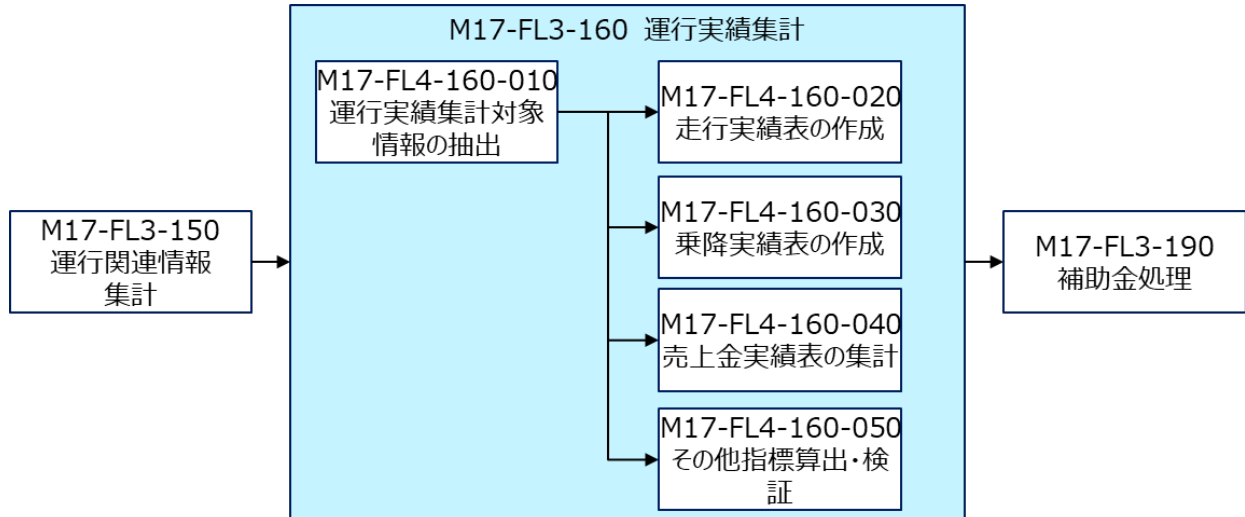 M17-FL3-160 運行実績集計
M17-FL4-160-010
運行実績集計対象
情報の抽出
M17-FL4-160-020
走行実績表の作成
M17-FL3-150
運行関連情報
集計
M17-FL4-160-030
乗降実績表の作成
M17-FL3-190
補助金処理
M17-FL4-160-040
売上金実績表の集計
M17-FL4-160-050
その他指標算出・検
証